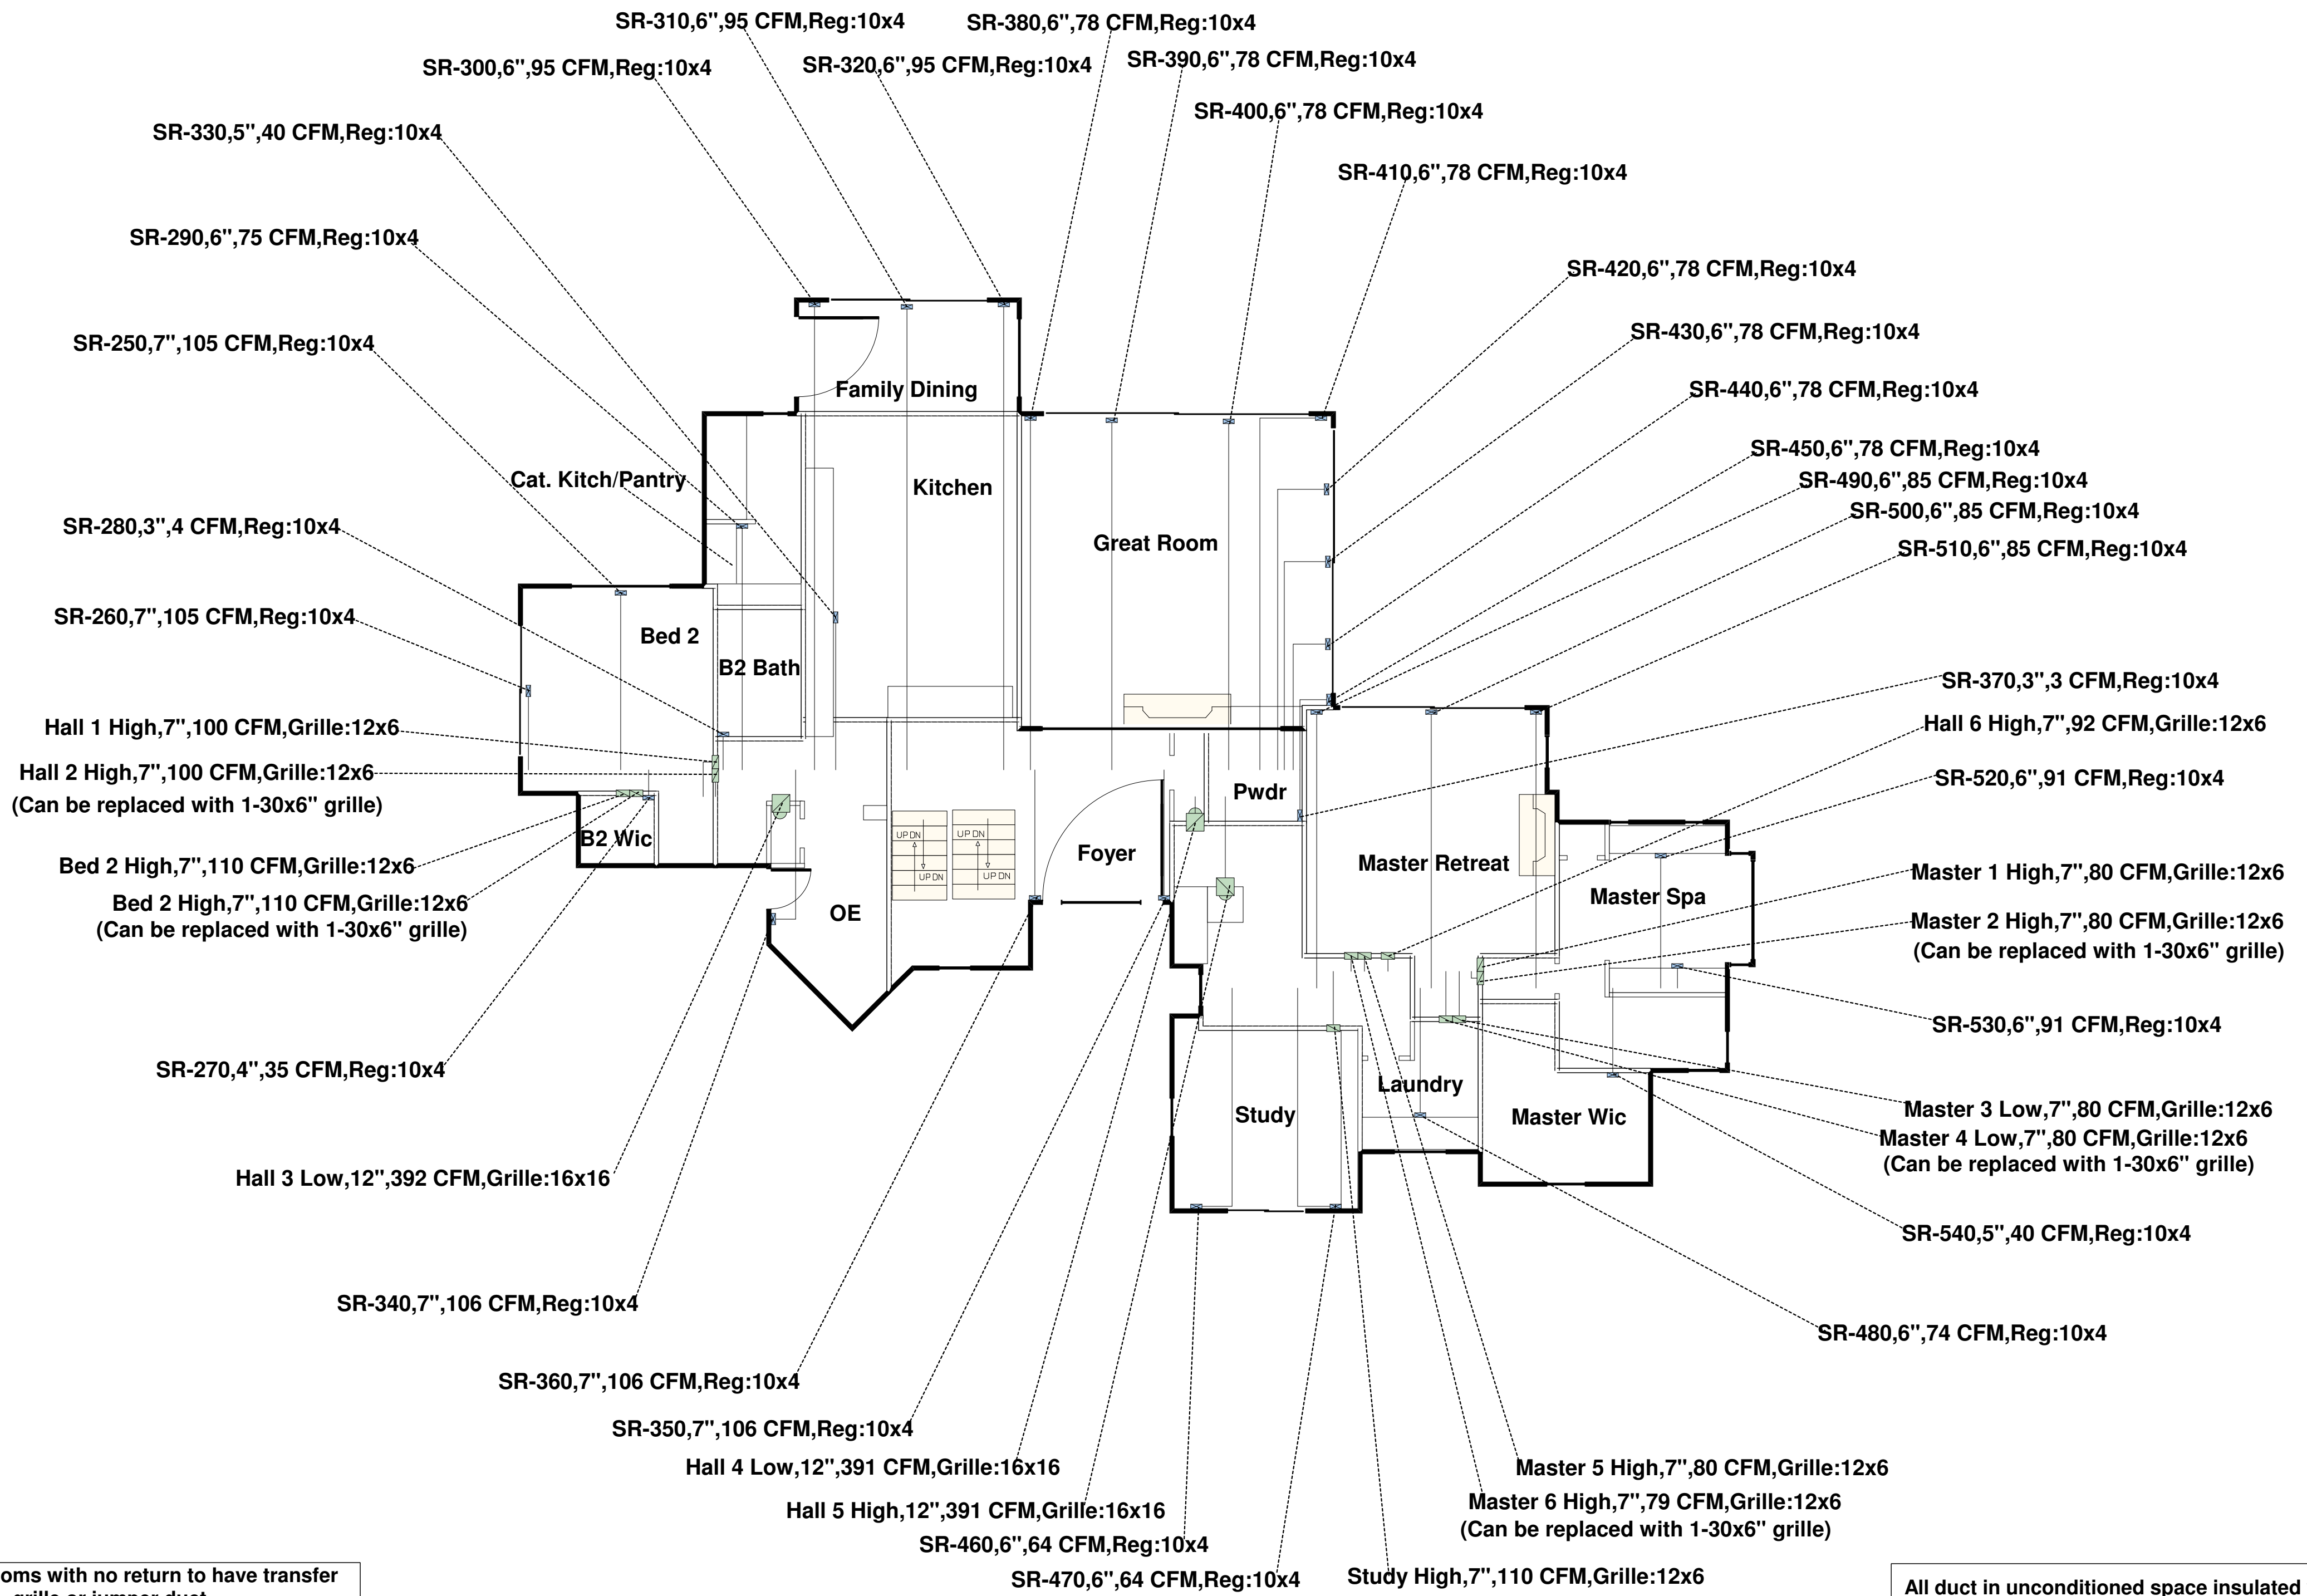 SR-310,6",95 CFM,Reg:10x4
SR-380,6",78 CFM,Reg:10x4
SR-300,6",95 CFM,Reg:10x4
SR-320,6",95 CFM,Reg:10x4
SR-390,6",78 CFM,Reg:10x4
SR-400,6",78 CFM,Reg:10x4
SR-330,5",40 CFM,Reg:10x4
SR-410,6",78 CFM,Reg:10x4
SR-290,6",75 CFM,Reg:10x4
SR-420,6",78 CFM,Reg:10x4
SR-250,7",105 CFM,Reg:10x4
SR-430,6",78 CFM,Reg:10x4
Family Dining
SR-440,6",78 CFM,Reg:10x4
SR-450,6",78 CFM,Reg:10x4
Cat. Kitch/Pantry
Kitchen
SR-490,6",85 CFM,Reg:10x4
SR-500,6",85 CFM,Reg:10x4
SR-280,3",4 CFM,Reg:10x4
Great Room
SR-510,6",85 CFM,Reg:10x4
SR-260,7",105 CFM,Reg:10x4
Bed 2
B2 Bath
SR-370,3",3 CFM,Reg:10x4
Hall 1 High,7",100 CFM,Grille:12x6
Hall 6 High,7",92 CFM,Grille:12x6
Hall 2 High,7",100 CFM,Grille:12x6
(Can be replaced with 1-30x6" grille)
SR-520,6",91 CFM,Reg:10x4
Pwdr
B2 Wic
UP DN
UP DN
Foyer
Master Retreat
Bed 2 High,7",110 CFM,Grille:12x6
UP DN
UP DN
Master 1 High,7",80 CFM,Grille:12x6
Bed 2 High,7",110 CFM,Grille:12x6
(Can be replaced with 1-30x6" grille)
OE
Master Spa
Master 2 High,7",80 CFM,Grille:12x6
(Can be replaced with 1-30x6" grille)
SR-530,6",91 CFM,Reg:10x4
SR-270,4",35 CFM,Reg:10x4
Laundry
Study
Master Wic
Master 3 Low,7",80 CFM,Grille:12x6
Master 4 Low,7",80 CFM,Grille:12x6
(Can be replaced with 1-30x6" grille)
Hall 3 Low,12",392 CFM,Grille:16x16
SR-540,5",40 CFM,Reg:10x4
SR-340,7",106 CFM,Reg:10x4
SR-480,6",74 CFM,Reg:10x4
SR-360,7",106 CFM,Reg:10x4
SR-350,7",106 CFM,Reg:10x4
Hall 4 Low,12",391 CFM,Grille:16x16
Master 5 High,7",80 CFM,Grille:12x6
Hall 5 High,12",391 CFM,Grille:16x16
Master 6 High,7",79 CFM,Grille:12x6
(Can be replaced with 1-30x6" grille)
SR-460,6",64 CFM,Reg:10x4
SR-470,6",64 CFM,Reg:10x4
Study High,7",110 CFM,Grille:12x6
oms with no return to have transfer
grille or jumper duct
All duct in unconditioned space insulated